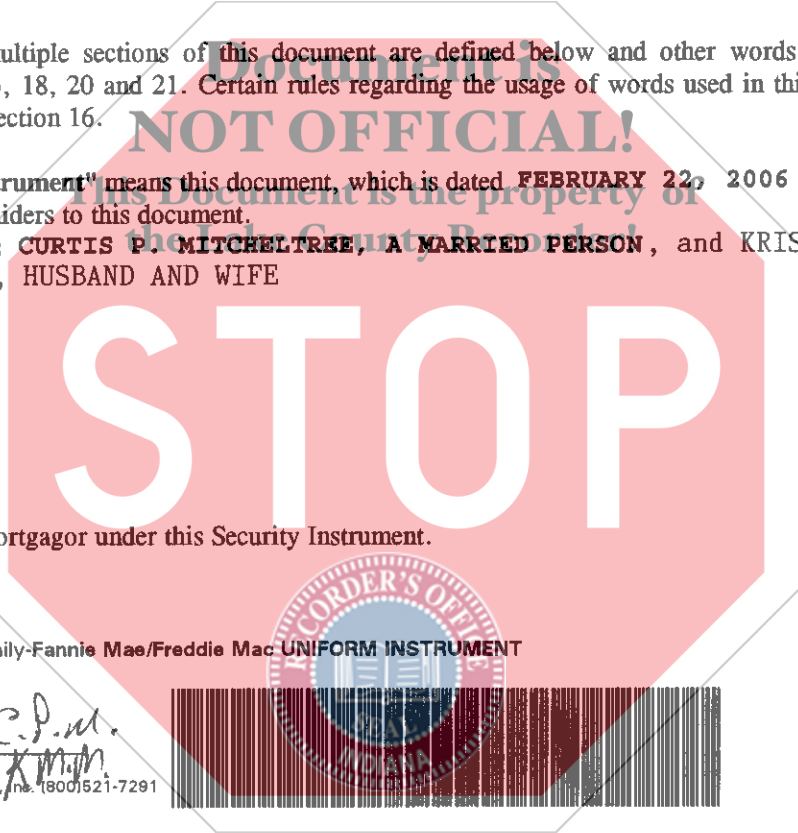 ultiple sections of this document are defined below and other words
, 18, 20 and 21. Certain rules regarding the usage of words used in thi
ection 16.
Document is
NOT OFFICIAL!
This Document is the property of
the Lake County Recorder!
rument" means this document, which is dated FEBRUARY 22, 2006
iders to this document.
CURTIS P. MITCHELTREE, A MARRIED PERSON, and KRIS
, HUSBAND AND WIFE
STOP
ortgagor under this Security Instrument.
RECORDER'S OFFICE
SEAL
INDIANA
ily-Fannie Mae/Freddie Mac UNIFORM INSTRUMENT
C.P.M.
K.M.M.
Inc. (800)521-7291